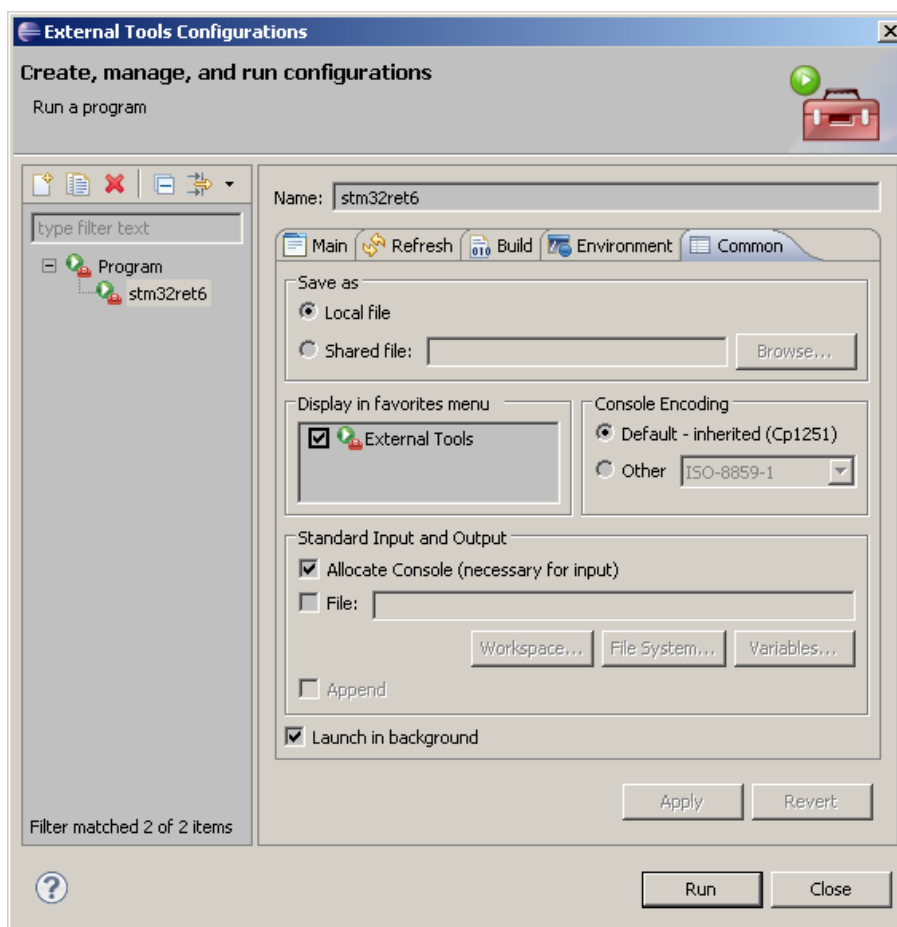 External Tools Configurations
Create, manage, and run configurations
Run a program
type filter text
Program
stm32ret6
Filter matched 2 of 2 items
Name: stm32ret6
Main Refresh Build Environment Common
Save as
Local file
Shared file: Browse...
Display in favorites menu
External Tools
Console Encoding
Default - inherited (Cp1251)
Other ISO-8859-1
Standard Input and Output
Allocate Console (necessary for input)
File:
Workspace... File System... Variables...
Append
Launch in background
Apply Revert
Run Close